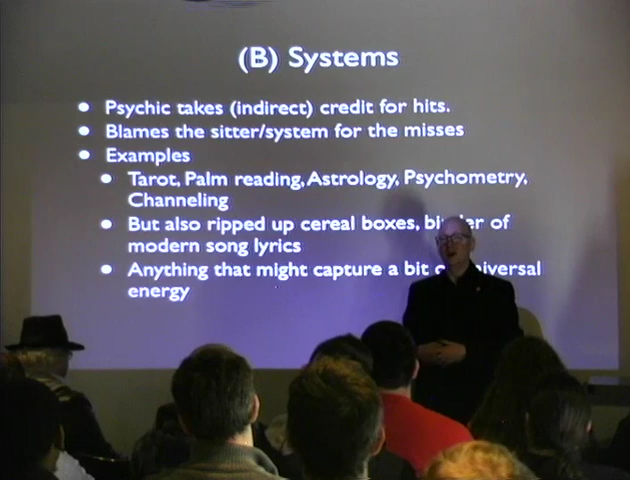 (B) Systems
Psychic takes (indirect) credit for hits.
Blames the sitter/system for the misses
Examples
Tarot, Palm reading, Astrology, Psychometry,
Channeling
But also ripped up cereal boxes, of
modern song lyrics
Anything that might capture a bit
energy